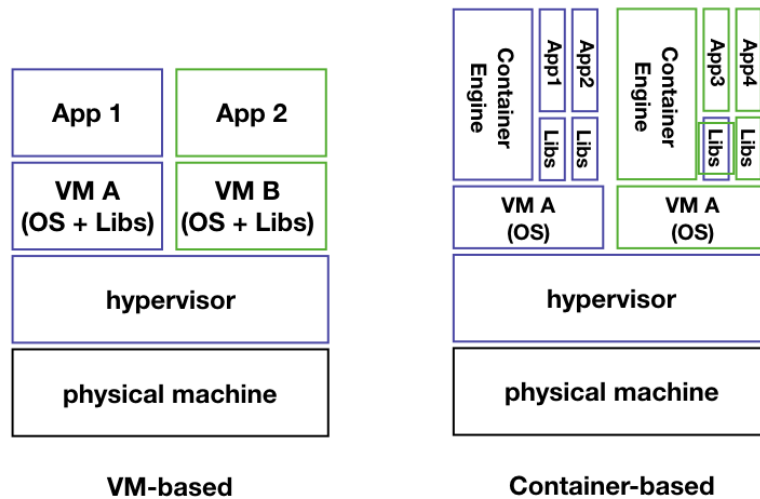 App 1
App 2
VM A
(OS + Libs)
VM B
(OS + Libs)
hypervisor
physical machine
VM-based
Container
Engine
App1
App2
Libs
Libs
Container
Engine
App3
App4
Libs
Libs
VM A
(OS)
VM A
(OS)
hypervisor
physical machine
Container-based